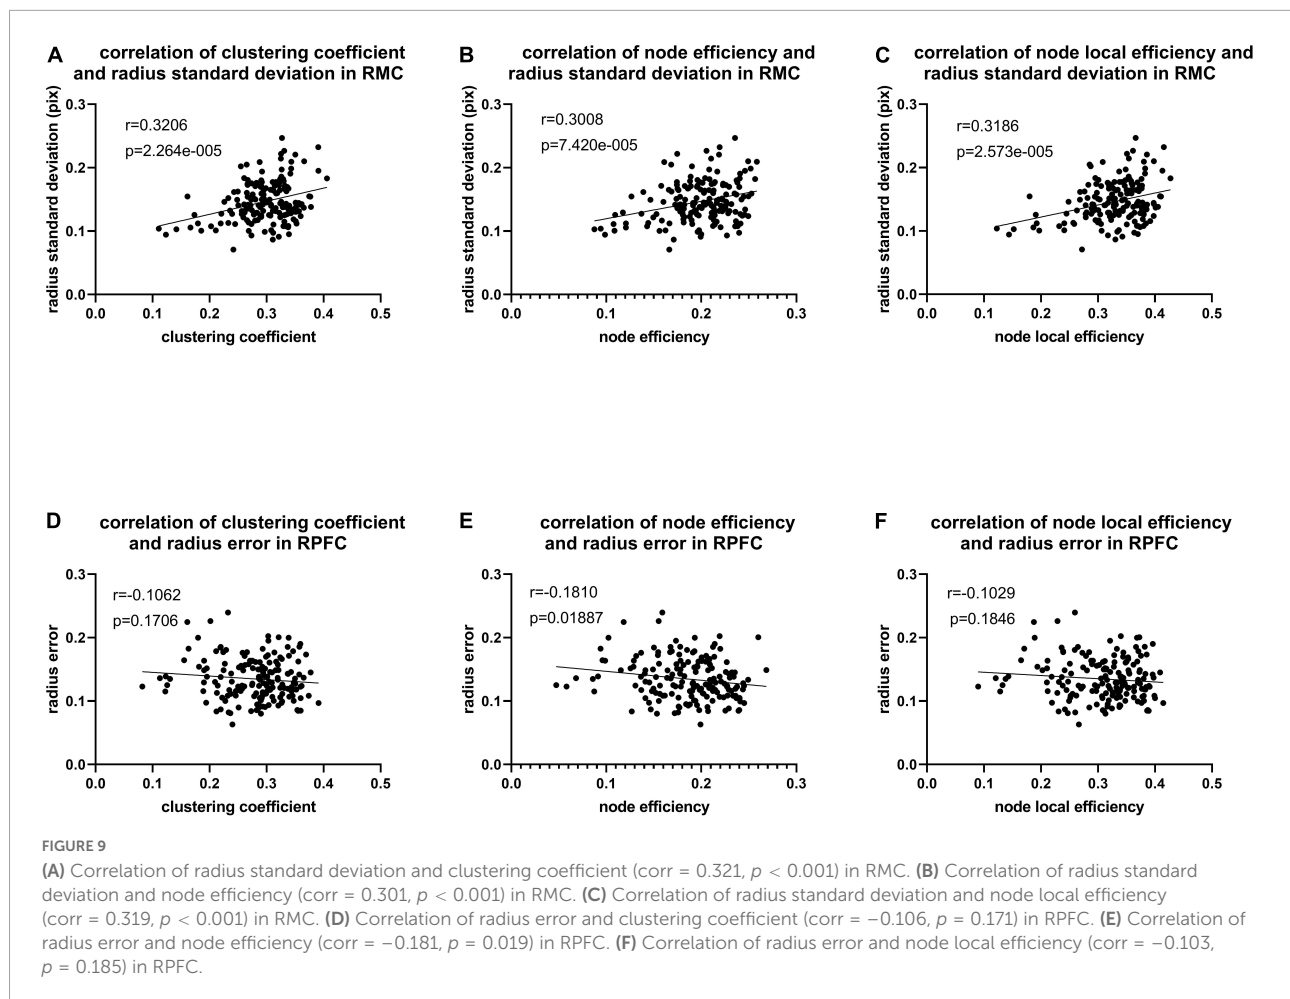 A correlation of clustering coefficient
and radius standard deviation in RMC
radius standard deviation (pix)
0.3
0.2
0.1
0.0
r=0.3206
p=2.264e-005
0.0 0.1 0.2 0.3 0.4 0.5
clustering coefficient
B correlation of node efficiency and
radius standard deviation in RMC
radius standard deviation (pix)
0.3
0.2
0.1
0.0
r=0.3008
p=7.420e-005
0.0 0.1 0.2 0.3
node efficiency
C correlation of node local efficiency and
radius standard deviation in RMC
radius standard deviation (pix)
0.3
0.2
0.1
0.0
r=0.3186
p=2.573e-005
0.0 0.1 0.2 0.3 0.4 0.5
node local efficiency
D correlation of clustering coefficient
and radius error in RPFC
radius error
0.3
0.2
0.1
0.0
r=-0.1062
p=0.1706
0.0 0.1 0.2 0.3 0.4 0.5
clustering coefficient
E correlation of node efficiency
and radius error in RPFC
radius error
0.3
0.2
0.1
0.0
r=-0.1810
p=0.01887
0.0 0.1 0.2 0.3
node efficiency
F correlation of node local efficiency
and radius error in RPFC
radius error
0.3
0.2
0.1
0.0
r=-0.1029
p=0.1846
0.0 0.1 0.2 0.3 0.4 0.5
node local efficiency
FIGURE 9
(A) Correlation of radius standard deviation and clustering coefficient (corr = 0.321, p < 0.001) in RMC. (B) Correlation of radius standard
deviation and node efficiency (corr = 0.301, p < 0.001) in RMC. (C) Correlation of radius standard deviation and node local efficiency
(corr = 0.319, p < 0.001) in RMC. (D) Correlation of radius error and clustering coefficient (corr = −0.106, p = 0.171) in RPFC. (E) Correlation of
radius error and node efficiency (corr = −0.181, p = 0.019) in RPFC. (F) Correlation of radius error and node local efficiency (corr = −0.103,
p = 0.185) in RPFC.